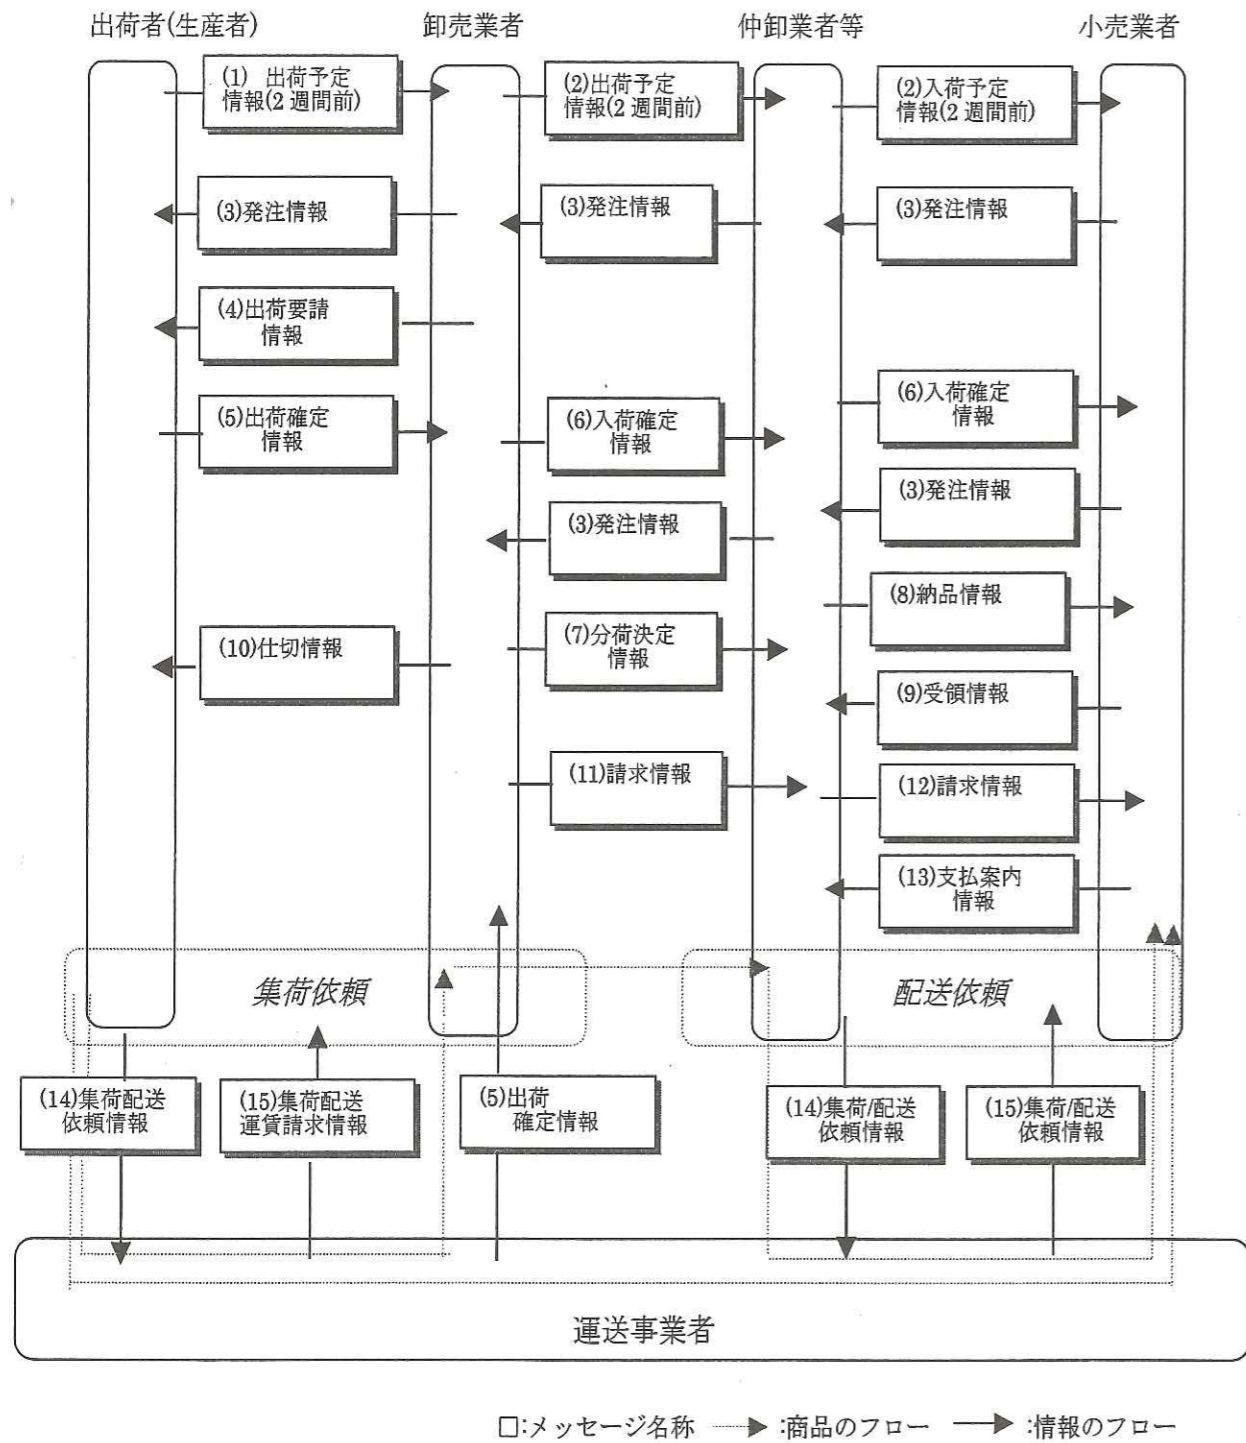 出荷者(生産者)
卸売業者
仲卸業者等
小売業者
(1) 出荷予定
情報(2週間前)
(2)出荷予定
情報(2週間前)
(2)入荷予定
情報(2週間前)
(3)発注情報
(3)発注情報
(3)発注情報
(4)出荷要請
情報
(5)出荷確定
情報
(6)入荷確定
情報
(6)入荷確定
情報
(3)発注情報
(3)発注情報
(8)納品情報
(10)仕切情報
(7)分荷決定
情報
(9)受領情報
(11)請求情報
(12)請求情報
(13)支払案内
情報
集荷依頼
配送依頼
(14)集荷配送
依頼情報
(15)集荷配送
運賃請求情報
(5)出荷
確定情報
(14)集荷/配送
依頼情報
(15)集荷/配送
依頼情報
運送事業者
□:メッセージ名称 :商品のフロー :情報のフロー